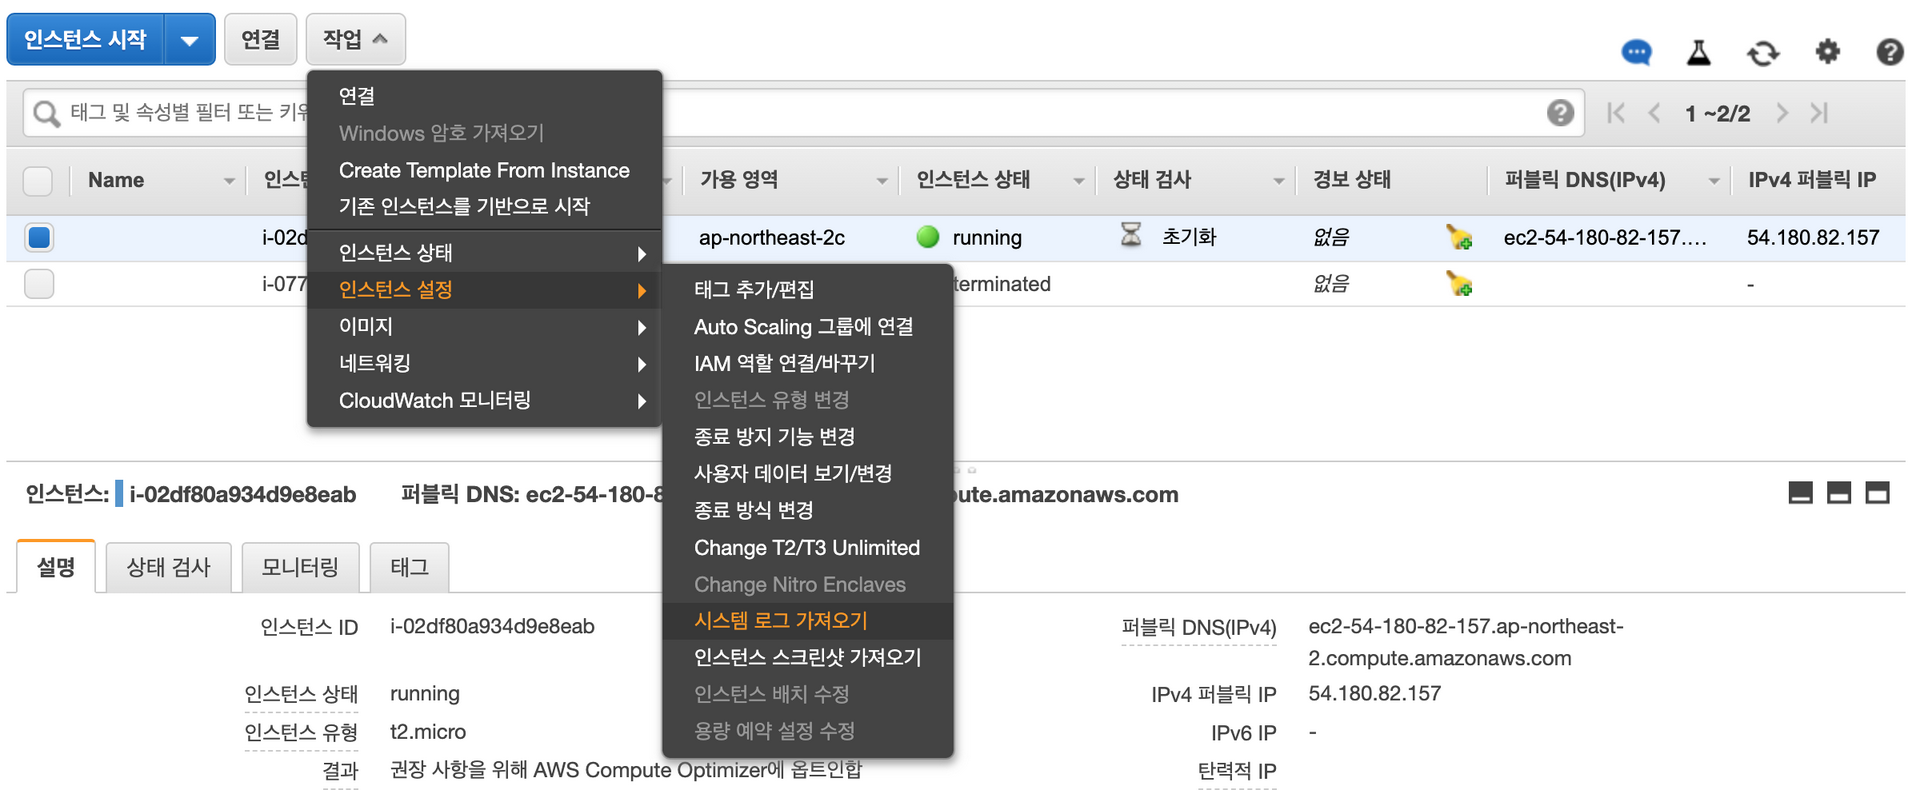 인스턴스 시작
연결
작업
태그 및 속성별 필터 또는 키워
1 ~2/2
연결
Windows 암호 가져오기
Create Template From Instance
기존 인스턴스를 기반으로 시작
인스턴스 상태
인스턴스 설정
이미지
네트워킹
CloudWatch 모니터링
Name
인스턴
가용 영역
인스턴스 상태
상태 검사
경보 상태
퍼블릭 DNS(IPv4)
IPv4 퍼블릭 IP
i-02d
ap-northeast-2c
running
초기화
없음
ec2-54-180-82-157....
54.180.82.157
i-077
terminated
없음
-
태그 추가/편집
Auto Scaling 그룹에 연결
IAM 역할 연결/바꾸기
인스턴스 유형 변경
종료 방지 기능 변경
사용자 데이터 보기/변경
종료 방식 변경
Change T2/T3 Unlimited
Change Nitro Enclaves
시스템 로그 가져오기
인스턴스 스크린샷 가져오기
인스턴스 배치 수정
용량 예약 설정 수정
인스턴스: i-02df80a934d9e8eab
퍼블릭 DNS: ec2-54-180-8
ute.amazonaws.com
설명
상태 검사
모니터링
태그
인스턴스 ID
i-02df80a934d9e8eab
인스턴스 상태
running
인스턴스 유형
t2.micro
결과
권장 사항을 위해 AWS Compute Optimizer에 옵트인합
퍼블릭 DNS(IPv4)
ec2-54-180-82-157.ap-northeast-
2.compute.amazonaws.com
IPv4 퍼블릭 IP
54.180.82.157
IPv6 IP
-
탄력적 IP